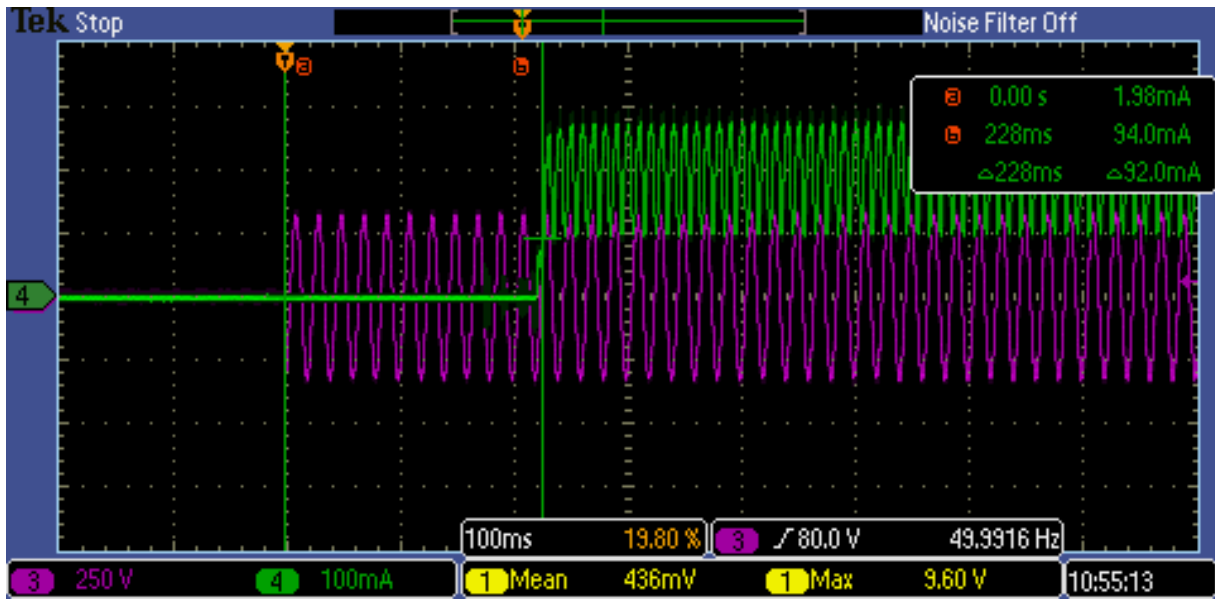 Tek Stop
Noise Filter Off
T
T a
b
a 0.00 s 1.98mA
b 228ms 94.0mA
△228ms △92.0mA
4
100ms 19.80 % 3 80.0 V 49.9916 Hz
3 250 V 4 100mA 1 Mean 436mV 1 Max 9.60 V 10:55:13